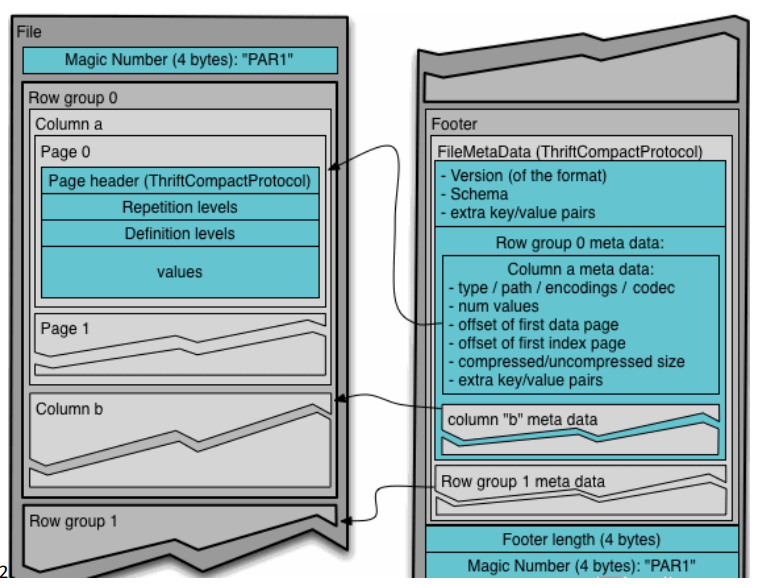 File
Magic Number (4 bytes): "PAR1"
Row group 0
Column a
Page 0
Page header (ThriftCompactProtocol)
Repetition levels
Definition levels
values
Page 1
Column b
Row group 1
2
Footer
FileMetaData (ThriftCompactProtocol)
- Version (of the format)
- Schema
- extra key/value pairs
Row group 0 meta data:
Column a meta data:
- type / path / encodings / codec
- num values
- offset of first data page
- offset of first index page
- compressed/uncompressed size
- extra key/value pairs
column "b" meta data
Row group 1 meta data
Footer length (4 bytes)
Magic Number (4 bytes): "PAR1"